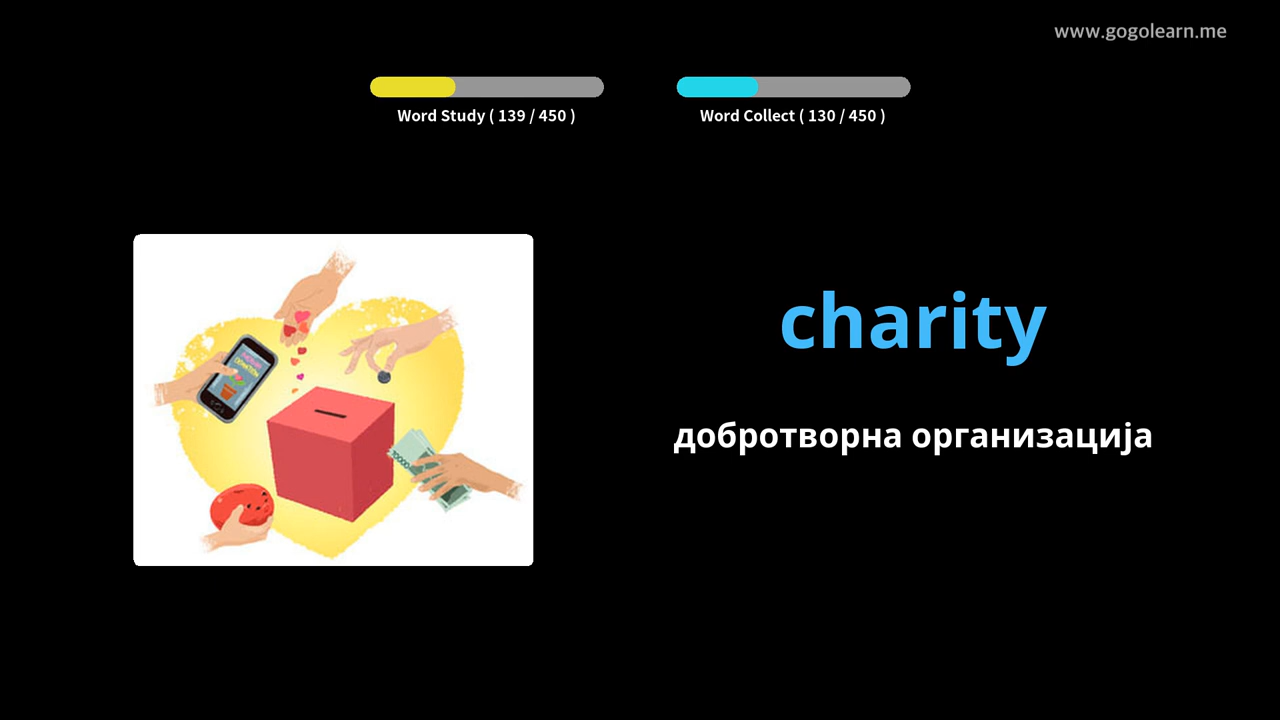 www.gogolearn.me
Word Study ( 139 / 450 )
Word Collect ( 130 / 450 )
charity
добротворна организација